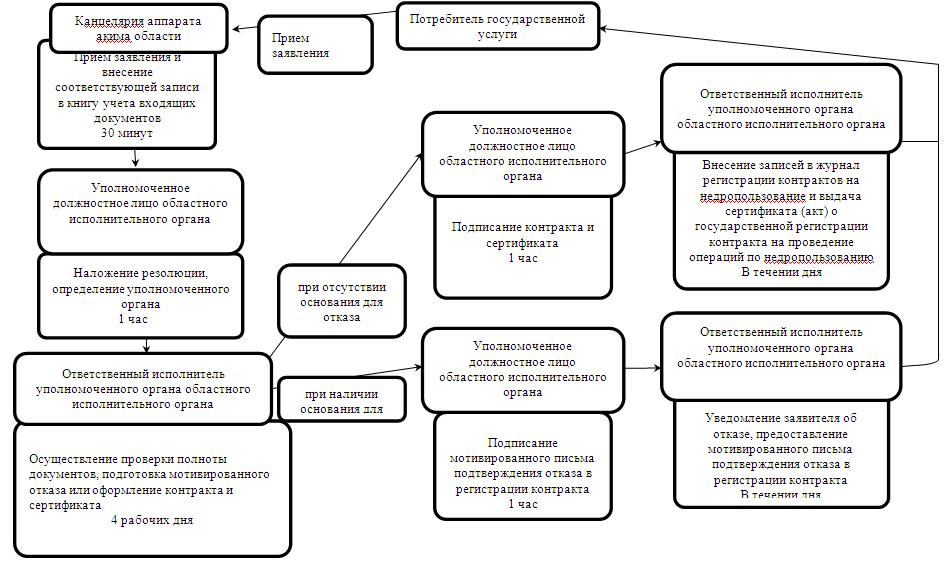 Канцелярия аппарата
акима области
Прием заявления и
внесение
соответствующей записи
в книгу учета входящих
документов
30 минут
Прием
заявления
Потребитель государственной
услуги
Уполномоченное
должностное лицо областного
исполнительного органа
Наложение резолюции,
определение уполномоченного
органа
1 час
Ответственный исполнитель
уполномоченного органа областного
исполнительного органа
Осуществление проверки полноты
документов, подготовка мотивированного
отказа или оформление контракта и
сертификата
4 рабочих дня
при отсутствии
основания для
отказа
при наличии
основания для
Уполномоченное
должностное лицо
областного исполнительного
органа
Подписание контракта и
сертификата
1 час
Ответственный исполнитель
уполномоченного органа
областного исполнительного органа
Внесение записей в журнал
регистрации контрактов на
недропользование и выдача
сертификата (акт) о
государственной регистрации
контракта на проведение
операций по недропользованию
В течении дня
Уполномоченное
должностное лицо
областного исполнительного
органа
Подписание
мотивированного письма
подтверждения отказа в
регистрации контракта
1 час
Ответственный исполнитель
уполномоченного органа
областного исполнительного органа
Уведомление заявителя об
отказе, предоставление
мотивированного письма
подтверждения отказа в
регистрации контракта
В течении дня